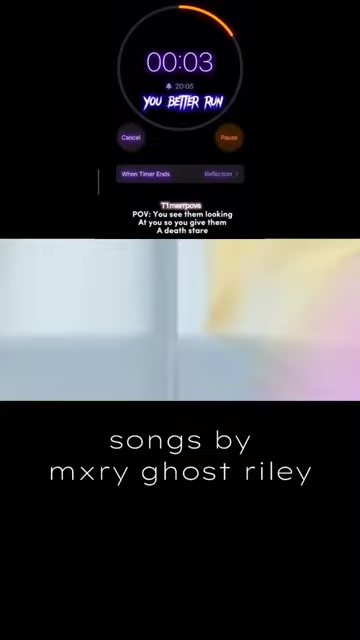 00:03
20:05
YOU BETTER RUN
Cancel
Pause
When Timer Ends
Reflection >
T1merrpovs
POV: You see them looking
At you so you give them
A death stare
songs by
mxry ghost riley